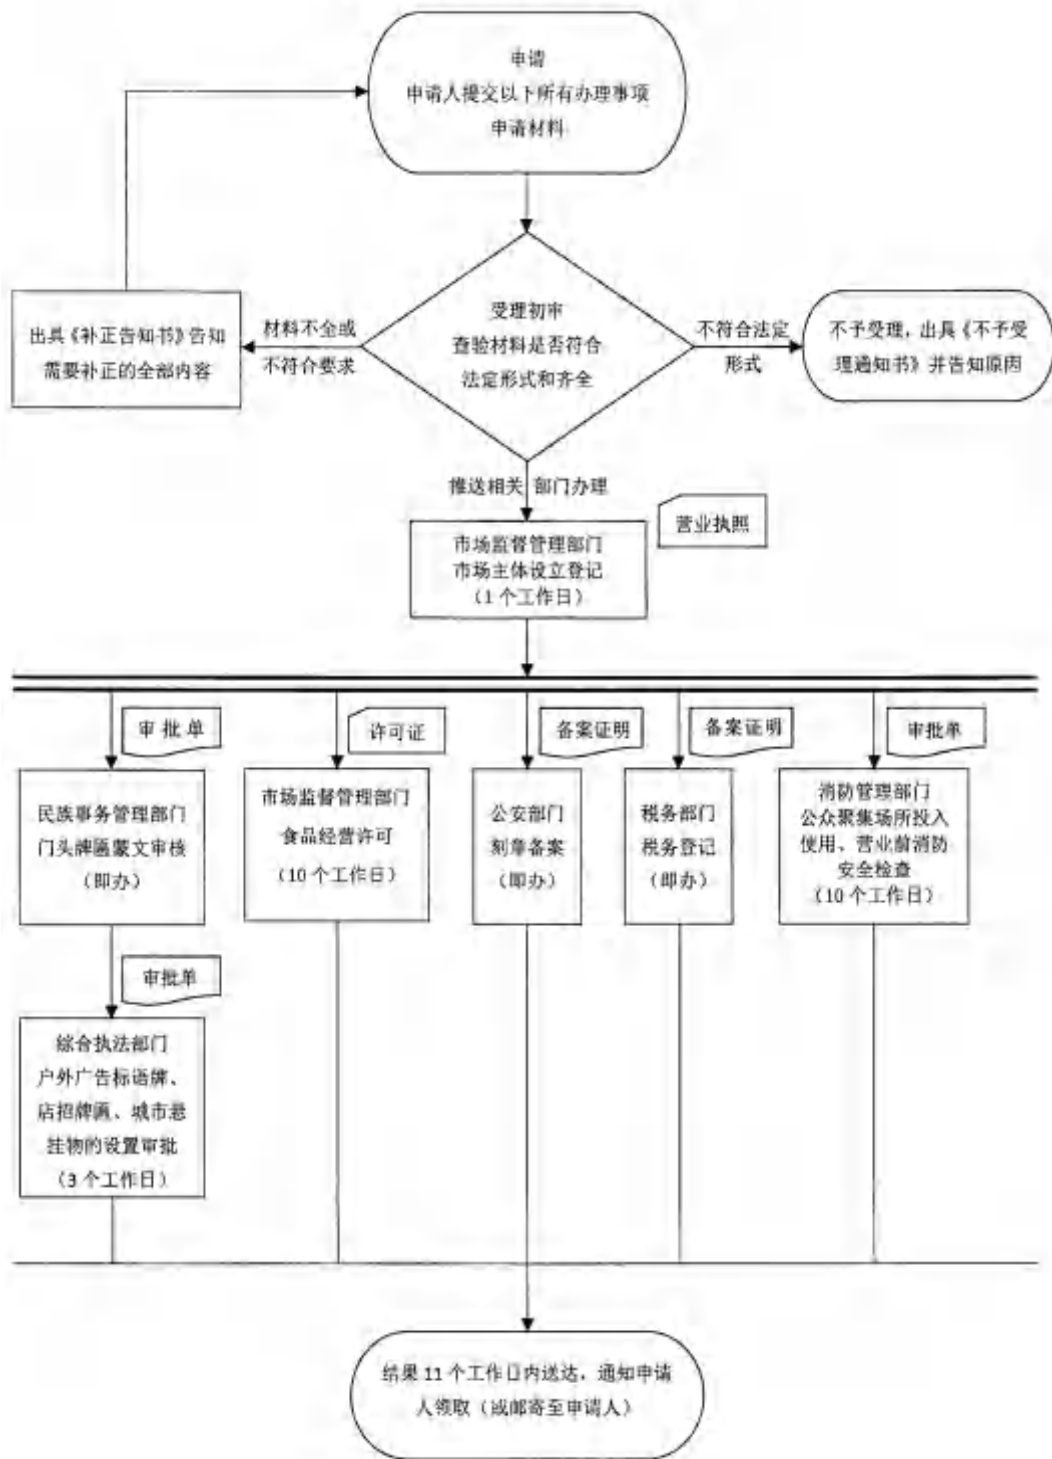 申请
申请人提交以下所有办理事项
申请材料
受理初审
查验材料是否符合
法定形式和齐全
材料不全或
不符合要求
出具《补正告知书》告知
需要补正的全部内容
不符合法定
形式
不予受理，出具《不予受
理通知书》并告知原因
推送相关 部门办理
营业执照
市场监督管理部门
市场主体设立登记
（1个工作日）
审批单
民族事务管理部门
门头牌匾蒙文审核
（即办）
许可证
市场监督管理部门
食品经营许可
（10个工作日）
备案证明
公安部门
刻章备案
（即办）
备案证明
税务部门
税务登记
（即办）
审批单
消防管理部门
公众聚集场所投入
使用、营业前消防
安全检查
（10个工作日）
审批单
综合执法部门
户外广告标语牌、
店招牌匾、城市悬
挂物的设置审批
（3个工作日）
结果11个工作日内送达，通知申请
人领取（或邮寄至申请人）